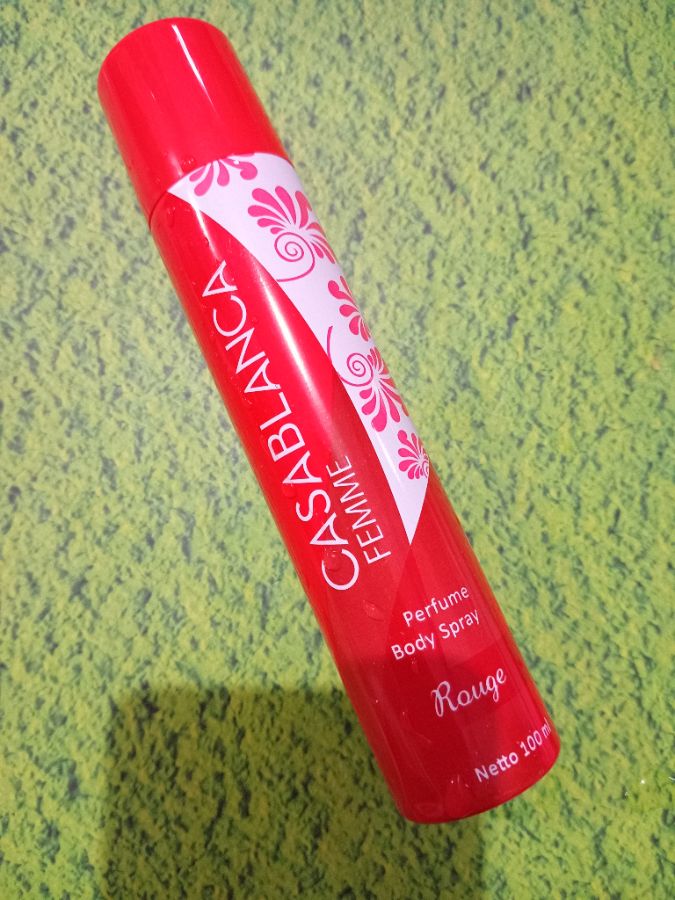 CASABLANCA
FEMME
Perfume
Body Spray
Rouge
Netto 100 ml